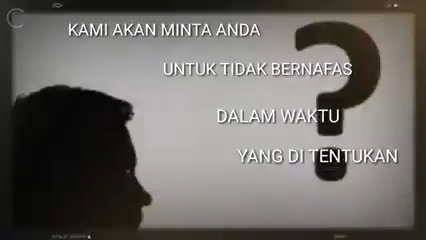 KAMI AKAN MINTA ANDA
UNTUK TIDAK BERNAFAS
DALAM WAKTU
YANG DI TENTUKAN